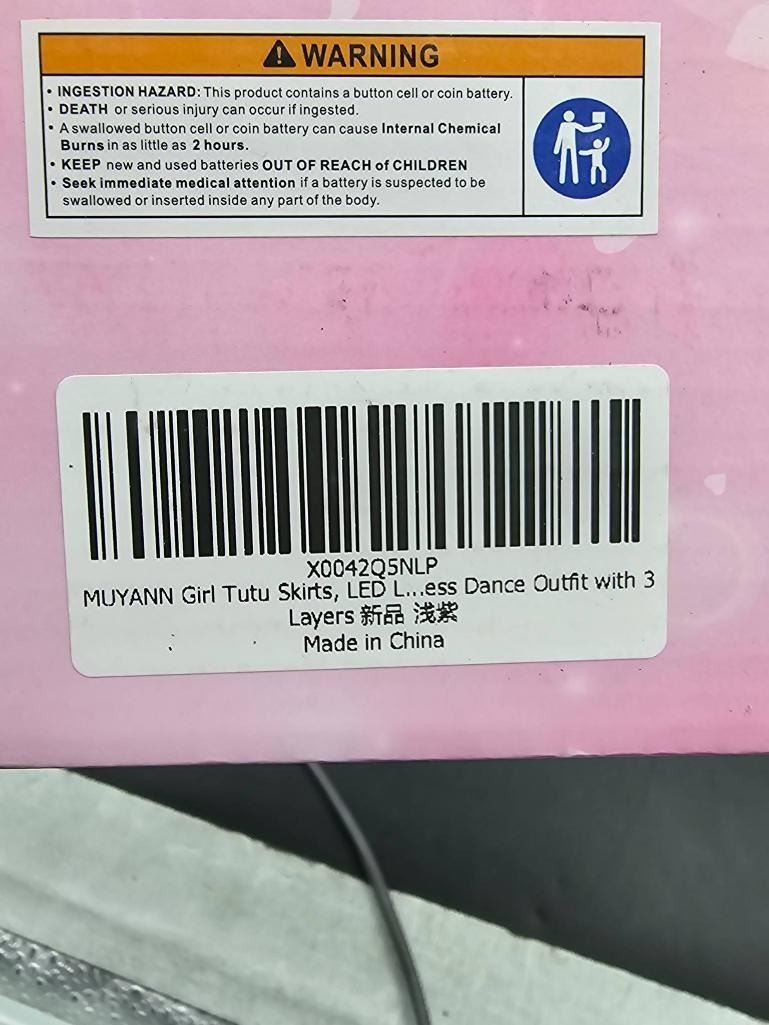 WARNING
• INGESTION HAZARD: This product contains a button cell or coin battery.
• DEATH or serious injury can occur if ingested.
• A swallowed button cell or coin battery can cause Internal Chemical
Burns in as little as 2 hours.
• KEEP new and used batteries OUT OF REACH of CHILDREN
• Seek immediate medical attention if a battery is suspected to be
swallowed or inserted inside any part of the body.
X0042Q5NLP
MUYANN Girl Tutu Skirts, LED L...ess Dance Outfit with 3
Layers 新品 浅紫
Made in China